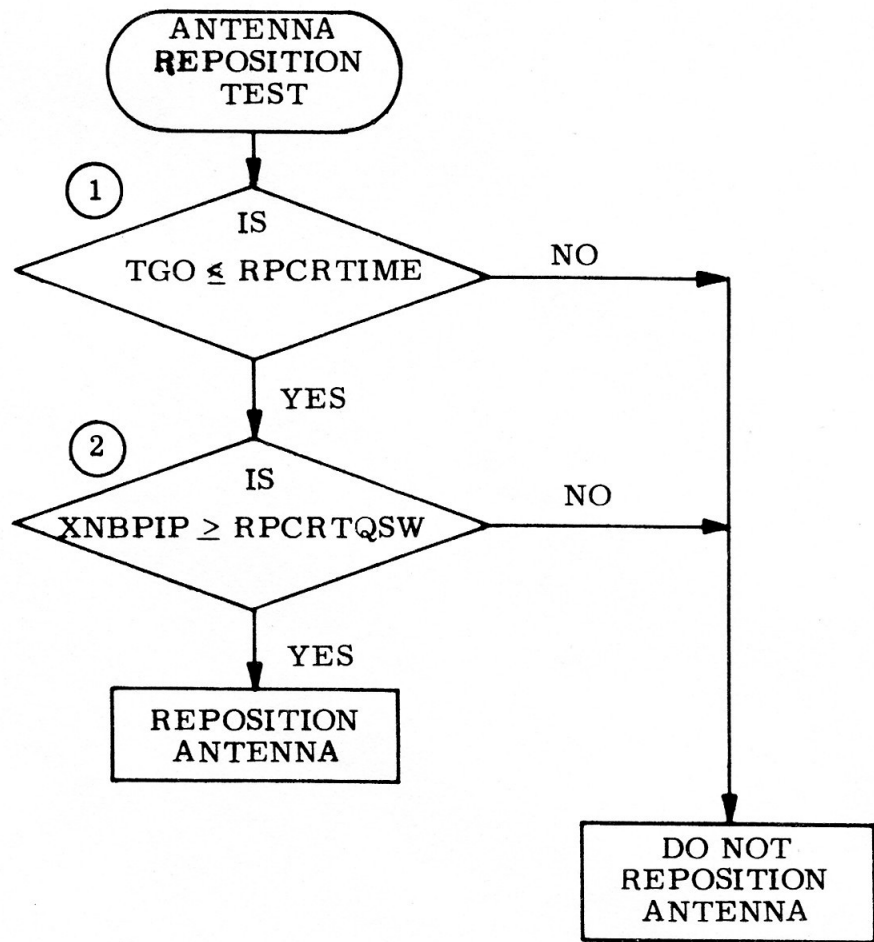 ANTENNA
REPOSITION
TEST
1
IS
TGO ≤ RPCRTIME
NO
YES
2
IS
XNBPIP ≥ RPCRTQSW
NO
YES
REPOSITION
ANTENNA
DO NOT
REPOSITION
ANTENNA